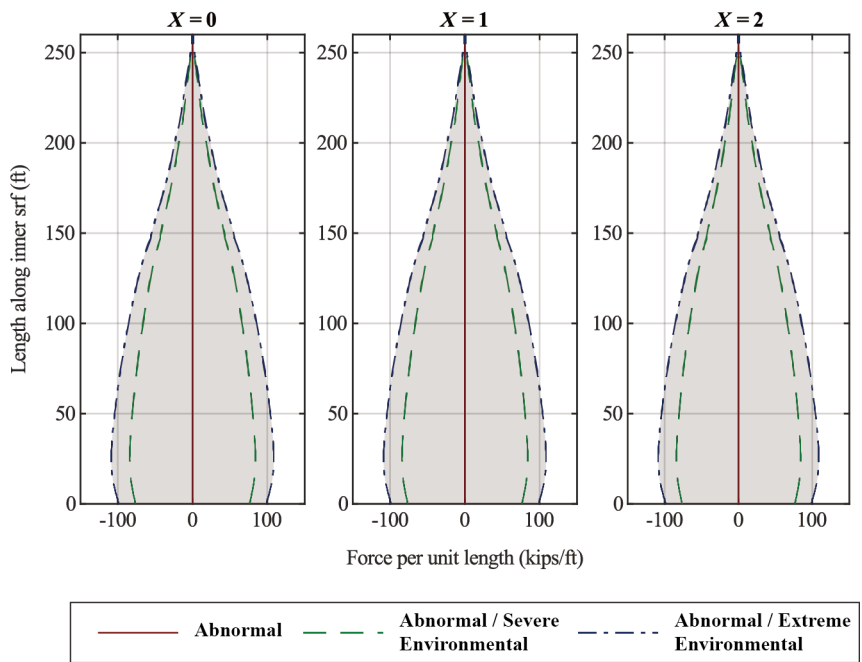 X = 0
X = 1
X = 2
250
200
150
100
50
0
-100
0
100
250
200
150
100
50
0
-100
0
100
250
200
150
100
50
0
-100
0
100
Length along inner srf (ft)
Force per unit length (kips/ft)
Abnormal
Abnormal / Severe
Environmental
Abnormal / Extreme
Environmental